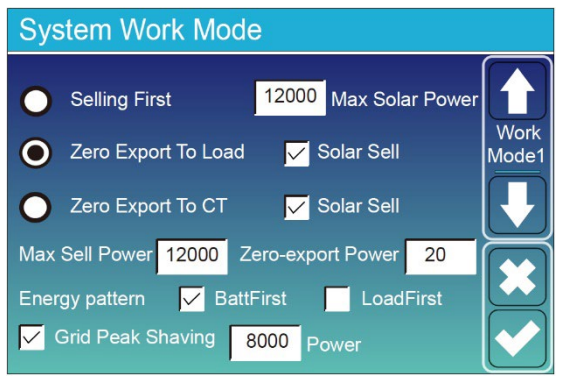 System Work Mode
Selling First 12000 Max Solar Power
Work
Mode1
Zero Export To Load Solar Sell
Zero Export To CT Solar Sell
Max Sell Power 12000 Zero-export Power 20
Energy pattern BattFirst LoadFirst
Grid Peak Shaving 8000 Power